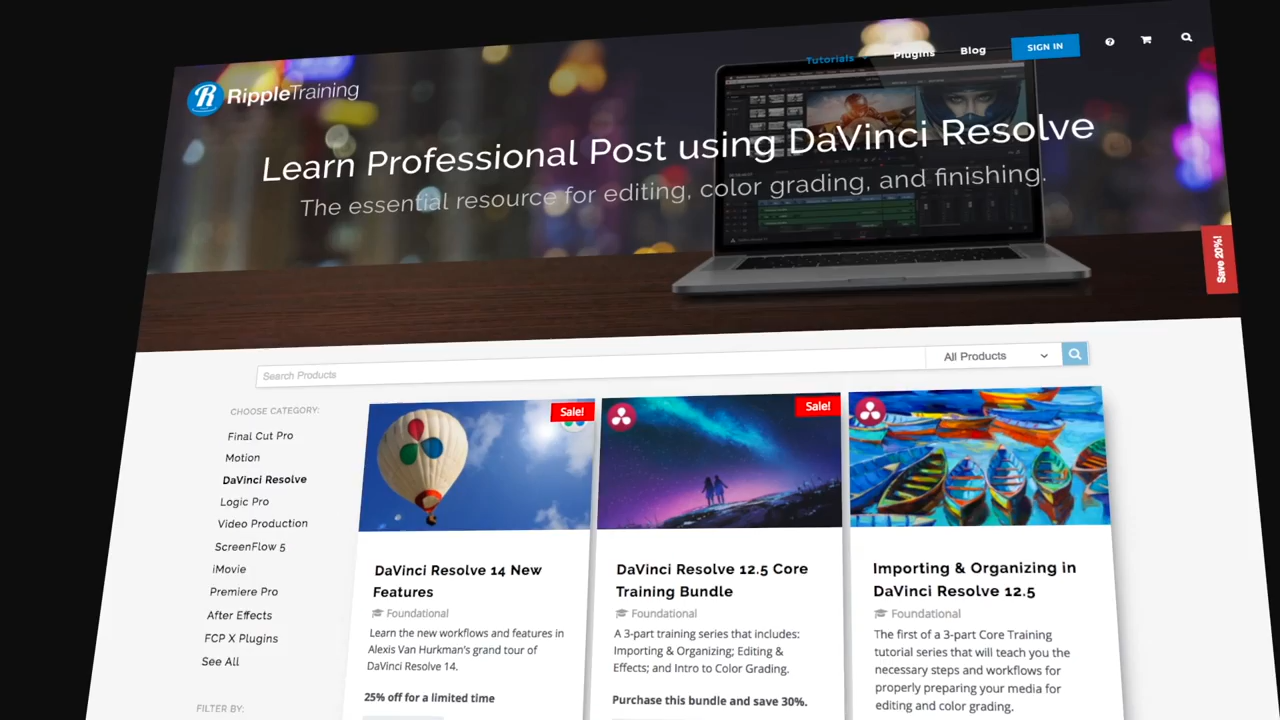 RippleTraining
Tutorials
Plugins
Blog
SIGN IN
Learn Professional Post using DaVinci Resolve
The essential resource for editing, color grading, and finishing.
Save 20%!
Search Products
All Products
CHOOSE CATEGORY:
Final Cut Pro
Motion
DaVinci Resolve
Logic Pro
Video Production
ScreenFlow 5
iMovie
Premiere Pro
After Effects
FCP X Plugins
See All
FILTER BY:
Sale!
DaVinci Resolve 14 New
Features
Foundational
Learn the new workflows and features in
Alexis Van Hurkman's grand tour of
DaVinci Resolve 14.
25% off for a limited time
Sale!
DaVinci Resolve 12.5 Core
Training Bundle
Foundational
A 3-part training series that includes:
Importing & Organizing; Editing &
Effects; and Intro to Color Grading.
Purchase this bundle and save 30%.
Importing & Organizing in
DaVinci Resolve 12.5
Foundational
The first of a 3-part Core Training
tutorial series that will teach you the
necessary steps and workflows for
properly preparing your media for
editing and color grading.